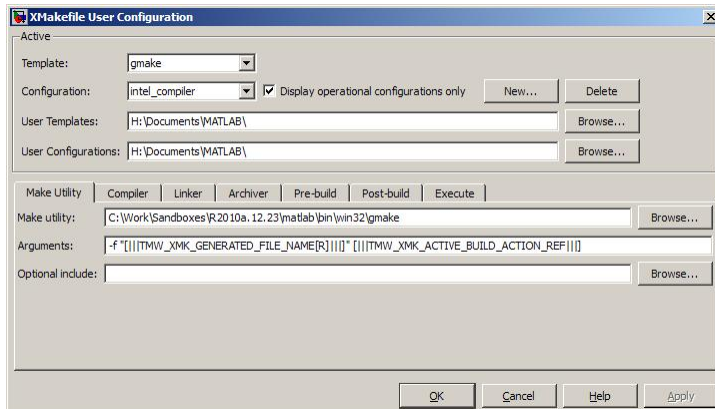 XMakefile User Configuration
Active
Template: gmake
Configuration: intel_compiler Display operational configurations only New... Delete
User Templates: H:\Documents\MATLAB\ Browse...
User Configurations: H:\Documents\MATLAB\ Browse...
Make Utility Compiler Linker Archiver Pre-build Post-build Execute
Make utility: C:\Work\Sandboxes\R2010a.12.23\matlab\bin\win32\gmake Browse...
Arguments: -f "[|||TMW_XMK_GENERATED_FILE_NAME[R]|||]" [|||TMW_XMK_ACTIVE_BUILD_ACTION_REF|||]
Optional include: Browse...
OK Cancel Help Apply